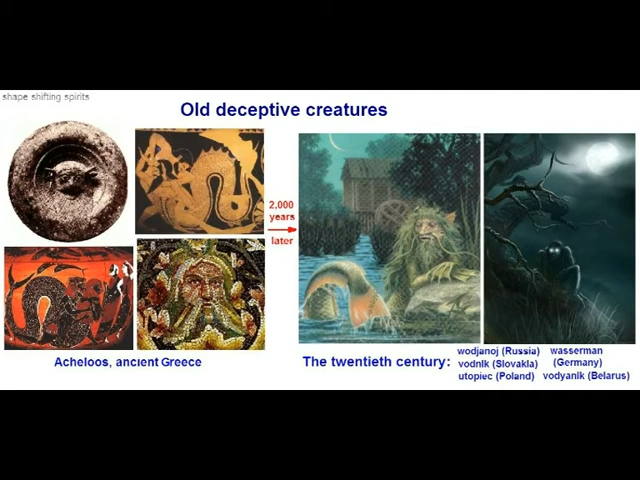 shape shifting spirits
Old deceptive creatures
2,000
years
later
Acheloos, ancient Greece
The twentieth century:
wodjanoj (Russia)
vodnik (Slovakia)
utopiec (Poland)
wasserman
(Germany)
vodyanik (Belarus)